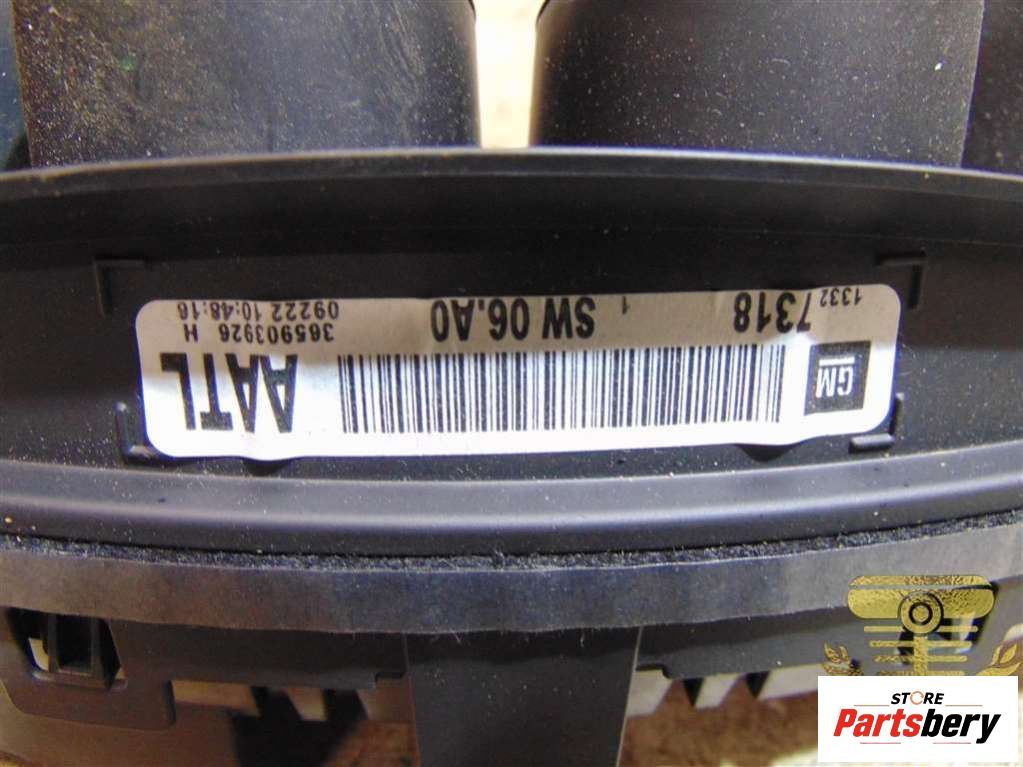 GM
1332
7318
1
SW 06.A0
AATL
365903926 H
09222 10:48:16
STORE
Partsbery